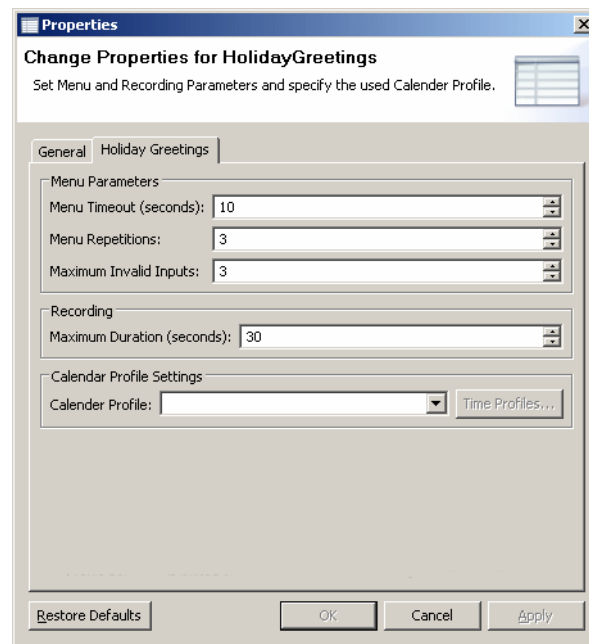 Properties
Change Properties for HolidayGreetings
Set Menu and Recording Parameters and specify the used Calender Profile.
General
Holiday Greetings
Menu Parameters
Menu Timeout (seconds): 10
Menu Repetitions: 3
Maximum Invalid Inputs: 3
Recording
Maximum Duration (seconds): 30
Calendar Profile Settings
Calender Profile:
Time Profiles...
Restore Defaults
OK
Cancel
Apply